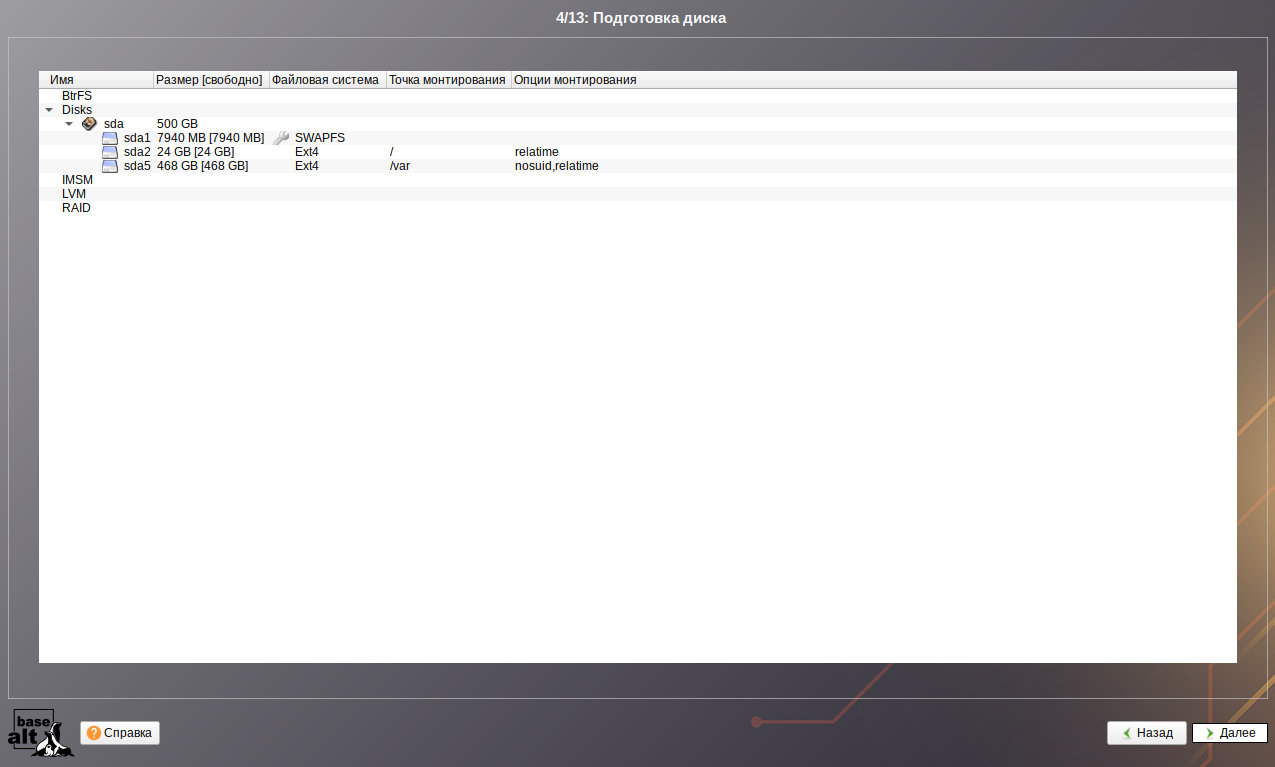 4/13: Подготовка диска
Имя Размер [свободно] Файловая система Точка монтирования Опции монтирования
BtrFS
Disks
sda 500 GB
sda1 7940 MB [7940 MB] SWAPFS
sda2 24 GB [24 GB] Ext4 / relatime
sda5 468 GB [468 GB] Ext4 /var nosuid,relatime
IMSM
LVM
RAID
base
alt
? Справка
Назад Далее